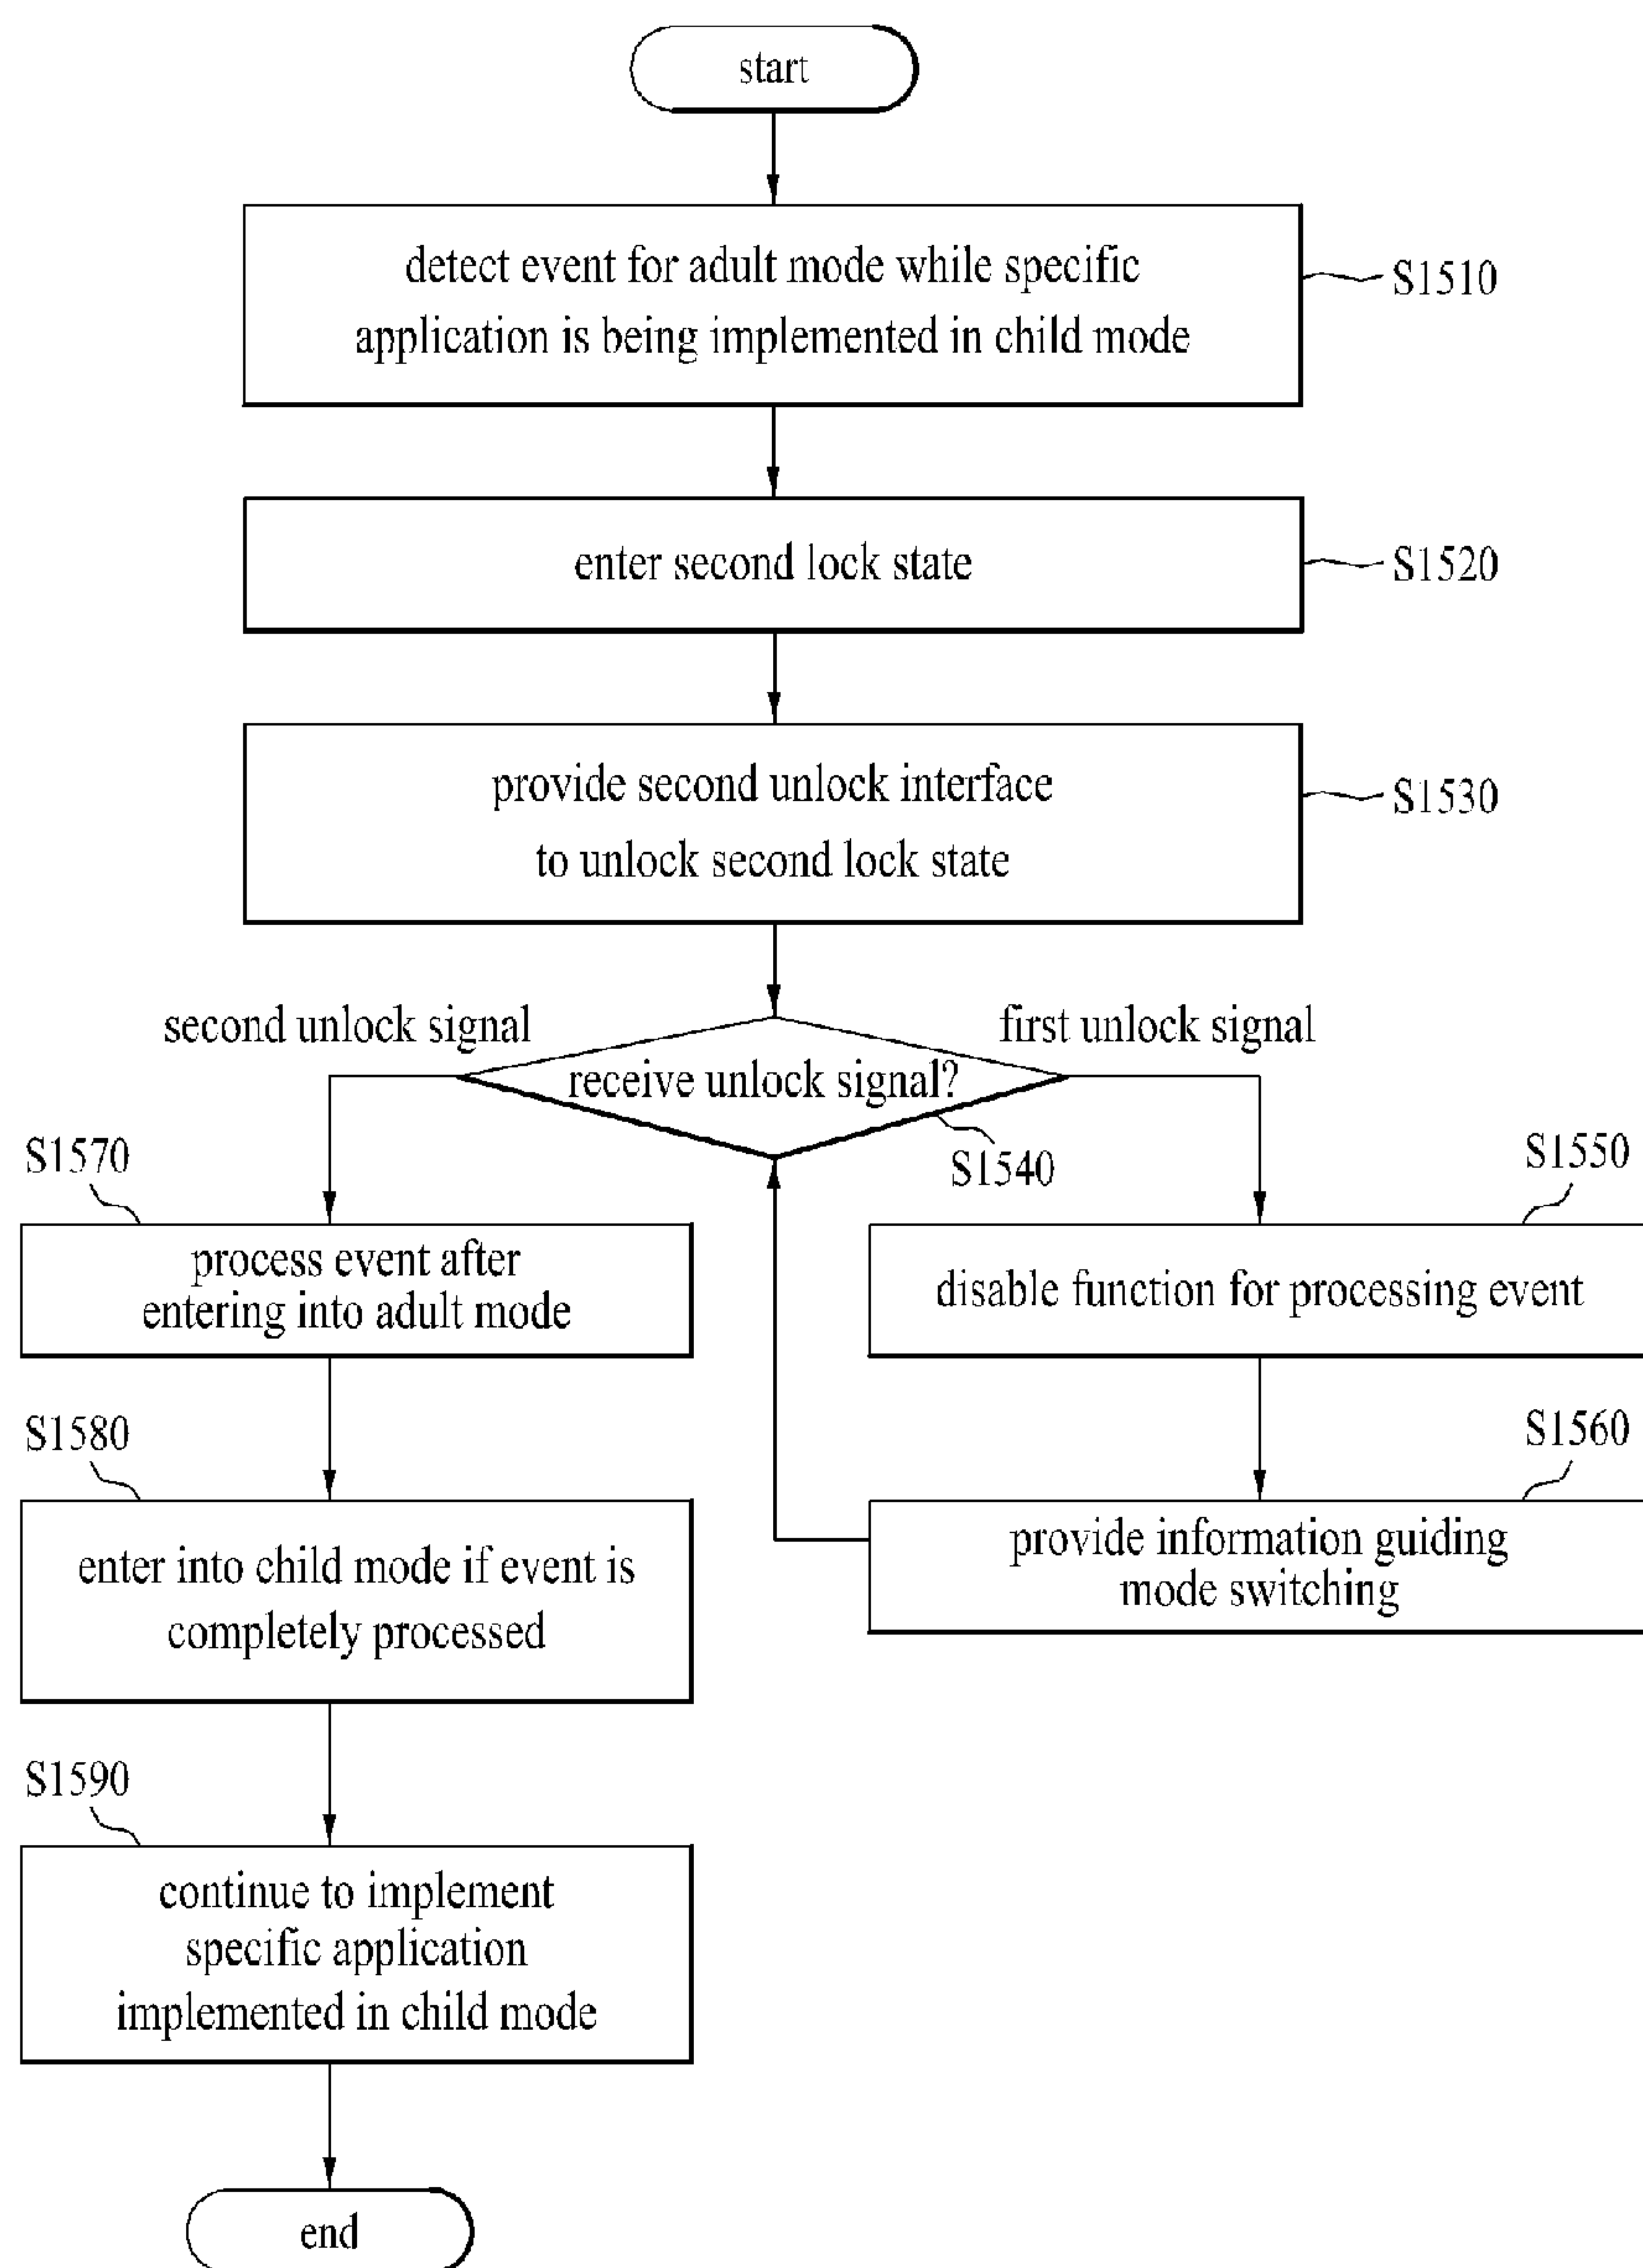 start
detect event for adult mode while specific
application is being implemented in child mode
S1510
enter second lock state
S1520
provide second unlock interface
to unlock second lock state
S1530
second unlock signal
first unlock signal
receive unlock signal?
S1540
S1570
process event after
entering into adult mode
S1550
disable function for processing event
S1580
enter into child mode if event is
completely processed
S1560
provide information guiding
mode switching
S1590
continue to implement
specific application
implemented in child mode
end